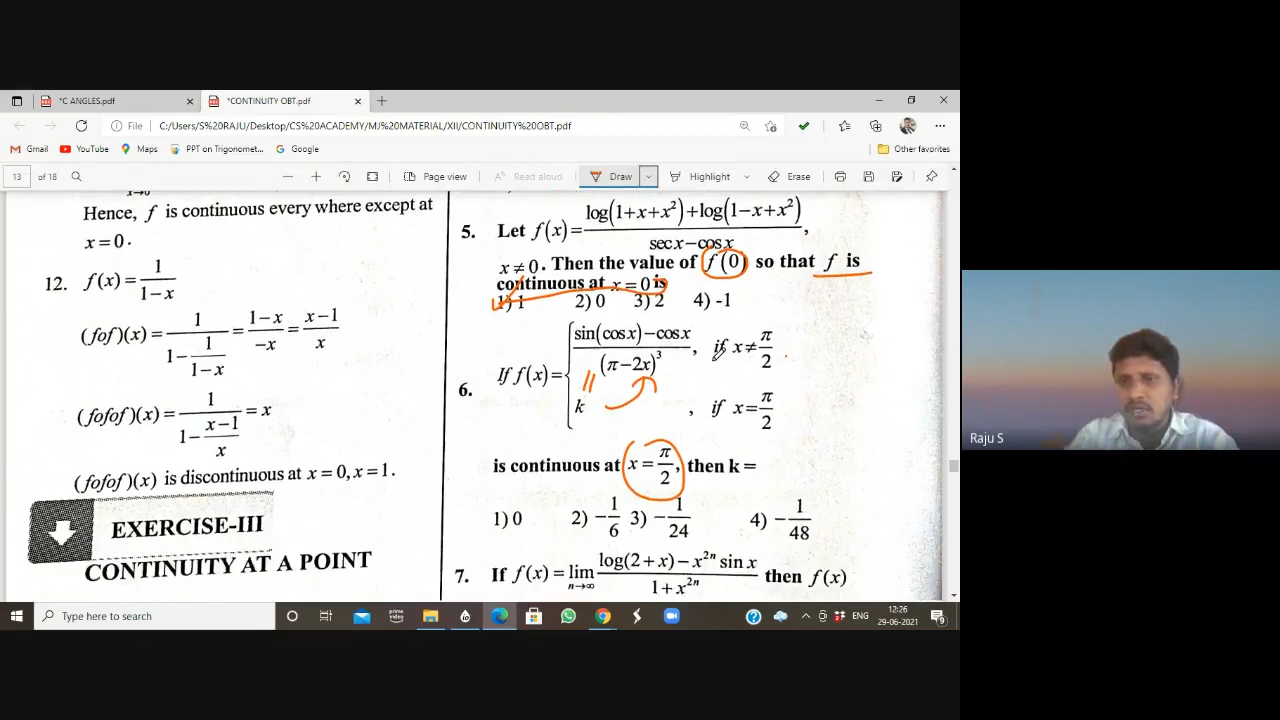 *C ANGLES.pdf
*CONTINUITY OBT.pdf
File C:/Users/S%20RAJU/Desktop/CS%20ACADEMY/MJ%20MATERIAL/XII/CONTINUITY%20OBT.pdf
Gmail YouTube Maps PPT on Trigonomet... Google Other favorites
13 of 18 Page view Read aloud Draw Highlight Erase
Hence, f is continuous every where except at
x=0.
12. f(x)=1/(1-x)
(fof)(x)=1/(1-1/(1-x))=(1-x)/(-x)=(x-1)/x
(fofof)(x)=1/(1-(x-1)/x)=x
(fofof)(x) is discontinuous at x=0,x=1.
EXERCISE-III
CONTINUITY AT A POINT
5. Let f(x)=(log(1+x+x²)+log(1-x+x²))/(sec x-cos x),
x≠0. Then the value of f(0) so that f is
continuous at x=0 is
1) 1 2) 0 3) 2 4) -1
6. If f(x)={(sin(cos x)-cos x)/(π-2x)³, if x≠π/2
k , if x=π/2
is continuous at x=π/2, then k =
1) 0 2) -1/6 3) -1/24 4) -1/48
7. If f(x)=lim n→∞ (log(2+x)-x²ⁿ sin x)/(1+x²ⁿ) then f(x)
Raju S
Type here to search
prime video
ENG
12:26
29-06-2021
9